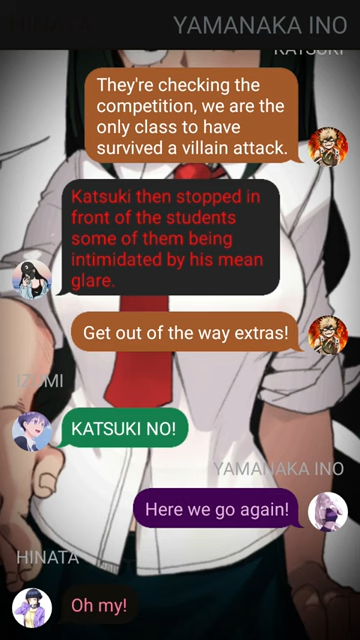 HINATA
YAMANAKA INO
KATSUKI
They're checking the
competition, we are the
only class to have
survived a villain attack.
Katsuki then stopped in
front of the students
some of them being
intimidated by his mean
glare.
Get out of the way extras!
KATSUKI NO!
YAMANAKA INO
Here we go again!
HINATA
Oh my!